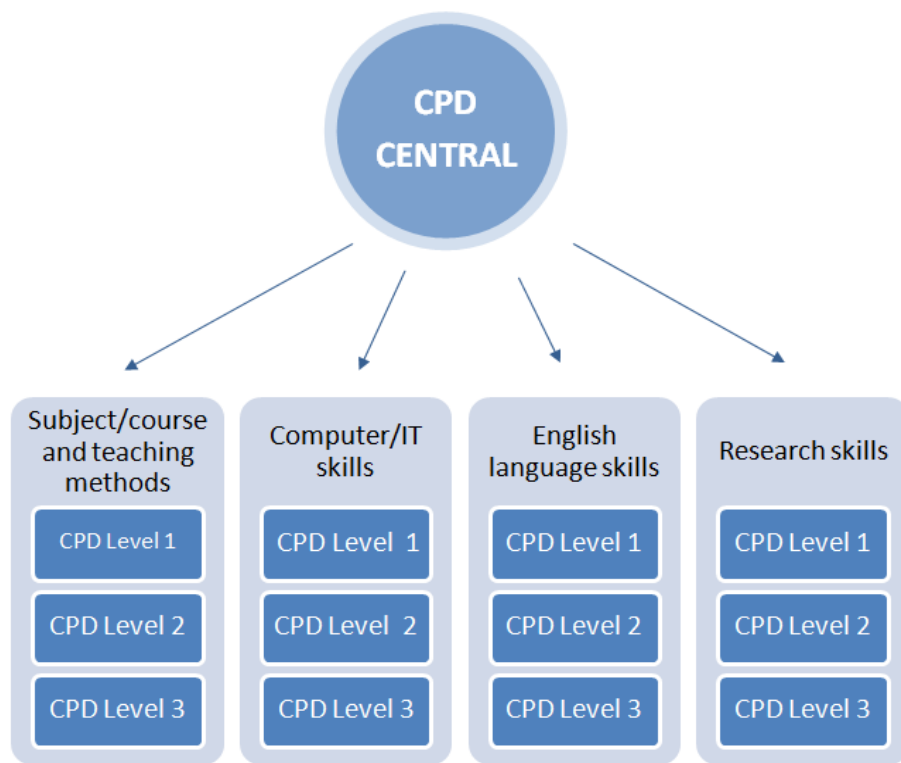 CPD
CENTRAL
Subject/course
and teaching
methods
CPD Level 1
CPD Level 2
CPD Level 3
Computer/IT
skills
CPD Level 1
CPD Level 2
CPD Level 3
English
language skills
CPD Level 1
CPD Level 2
CPD Level 3
Research skills
CPD Level 1
CPD Level 2
CPD Level 3